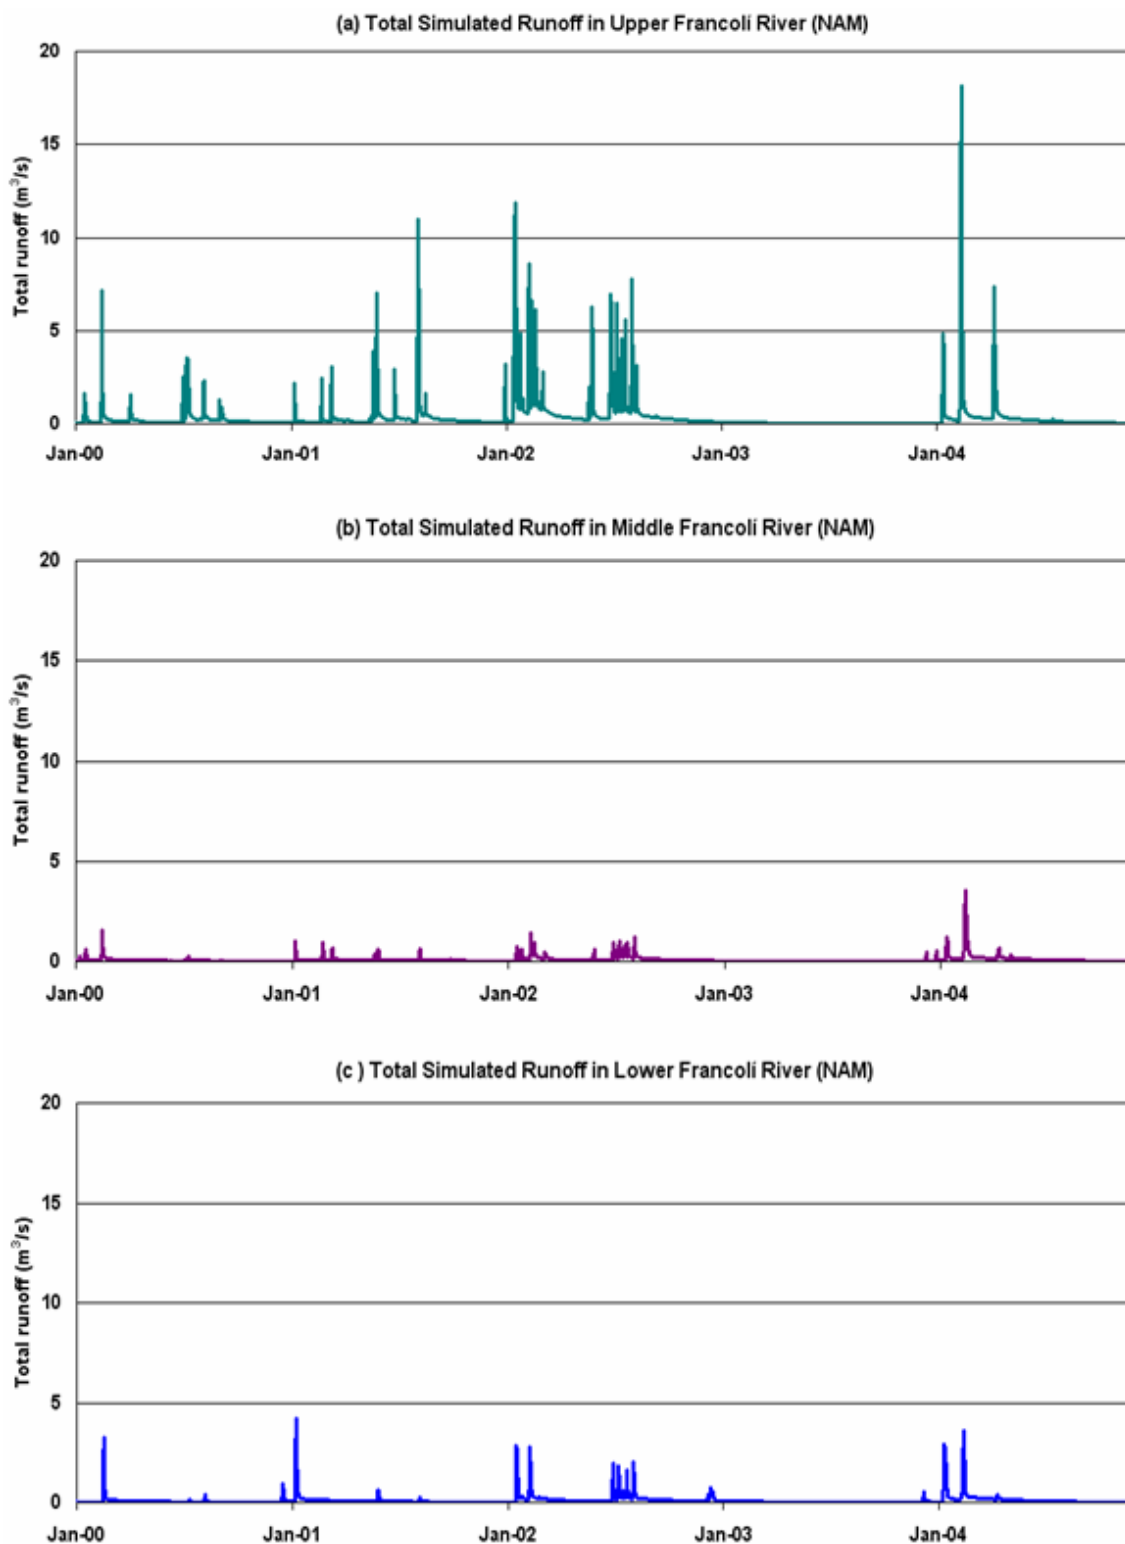 (a) Total Simulated Runoff in Upper Francolí River (NAM)
Total runoff (m³/s)
20
15
10
5
0
Jan-00 Jan-01 Jan-02 Jan-03 Jan-04
(b) Total Simulated Runoff in Middle Francolí River (NAM)
Total runoff (m³/s)
20
15
10
5
0
Jan-00 Jan-01 Jan-02 Jan-03 Jan-04
(c ) Total Simulated Runoff in Lower Francolí River (NAM)
Total runoff (m³/s)
20
15
10
5
0
Jan-00 Jan-01 Jan-02 Jan-03 Jan-04